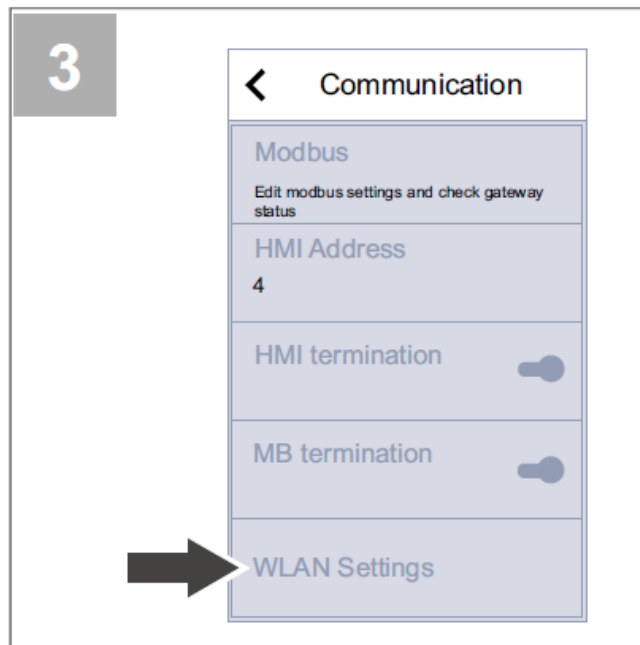 3
Communication
Modbus
Edit modbus settings and check gateway
status
HMI Address
4
HMI termination
MB termination
WLAN Settings